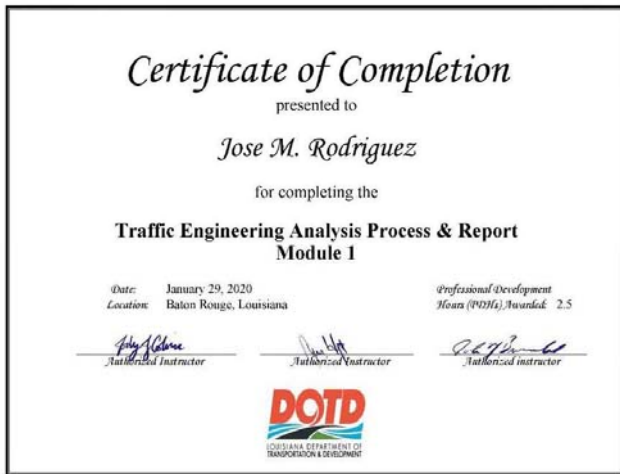 Certificate of Completion
presented to
Jose M. Rodriguez
for completing the
Traffic Engineering Analysis Process & Report
Module 1
Date: January 29, 2020
Location: Baton Rouge, Louisiana
Professional Development
Hours (PDHs) Awarded: 2.5
Authorized Instructor
Authorized Instructor
Authorized instructor
DOTD
LOUISIANA DEPARTMENT OF
TRANSPORTATION & DEVELOPMENT